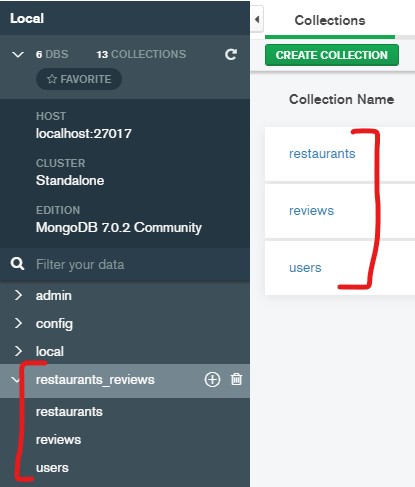 Local
6 DBS 13 COLLECTIONS
FAVORITE
HOST
localhost:27017
CLUSTER
Standalone
EDITION
MongoDB 7.0.2 Community
Filter your data
admin
config
local
restaurants_reviews
restaurants
reviews
users
Collections
CREATE COLLECTION
Collection Name
restaurants
reviews
users